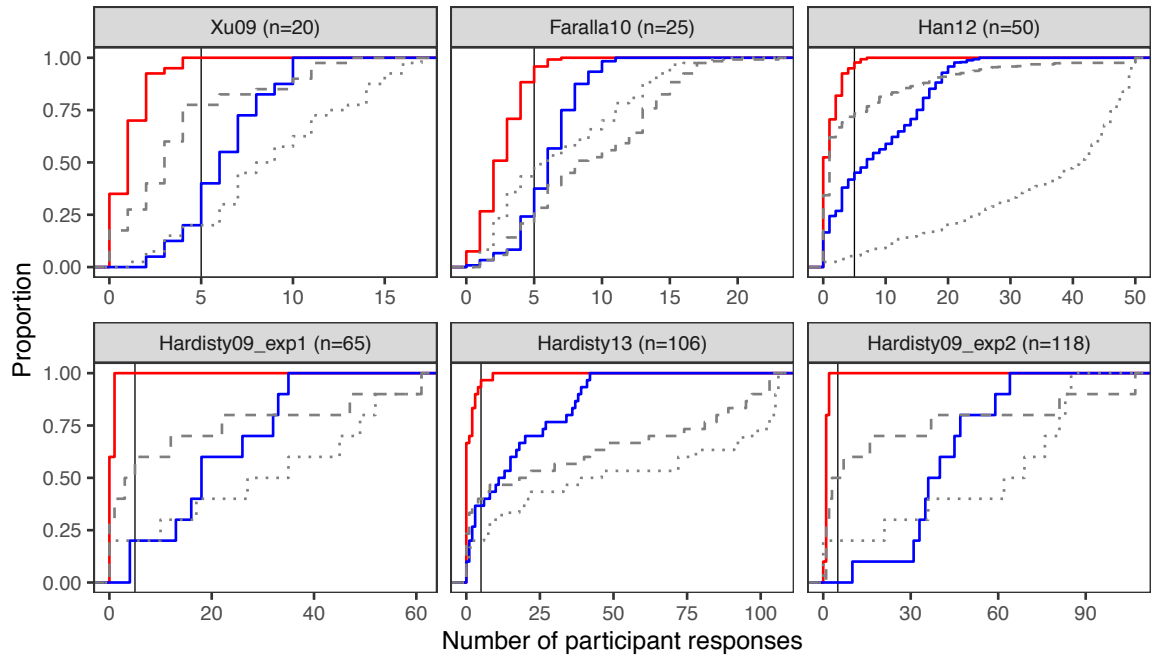 Xu09 (n=20)
Faralla10 (n=25)
Han12 (n=50)
1.00
0.75
0.50
0.25
0.00
0 5 10 15
0 5 10 15 20
0 10 20 30 40 50
Hardisty09_exp1 (n=65)
Hardisty13 (n=106)
Hardisty09_exp2 (n=118)
1.00
0.75
0.50
0.25
0.00
0 20 40 60
0 25 50 75 100
0 30 60 90
Proportion
Number of participant responses